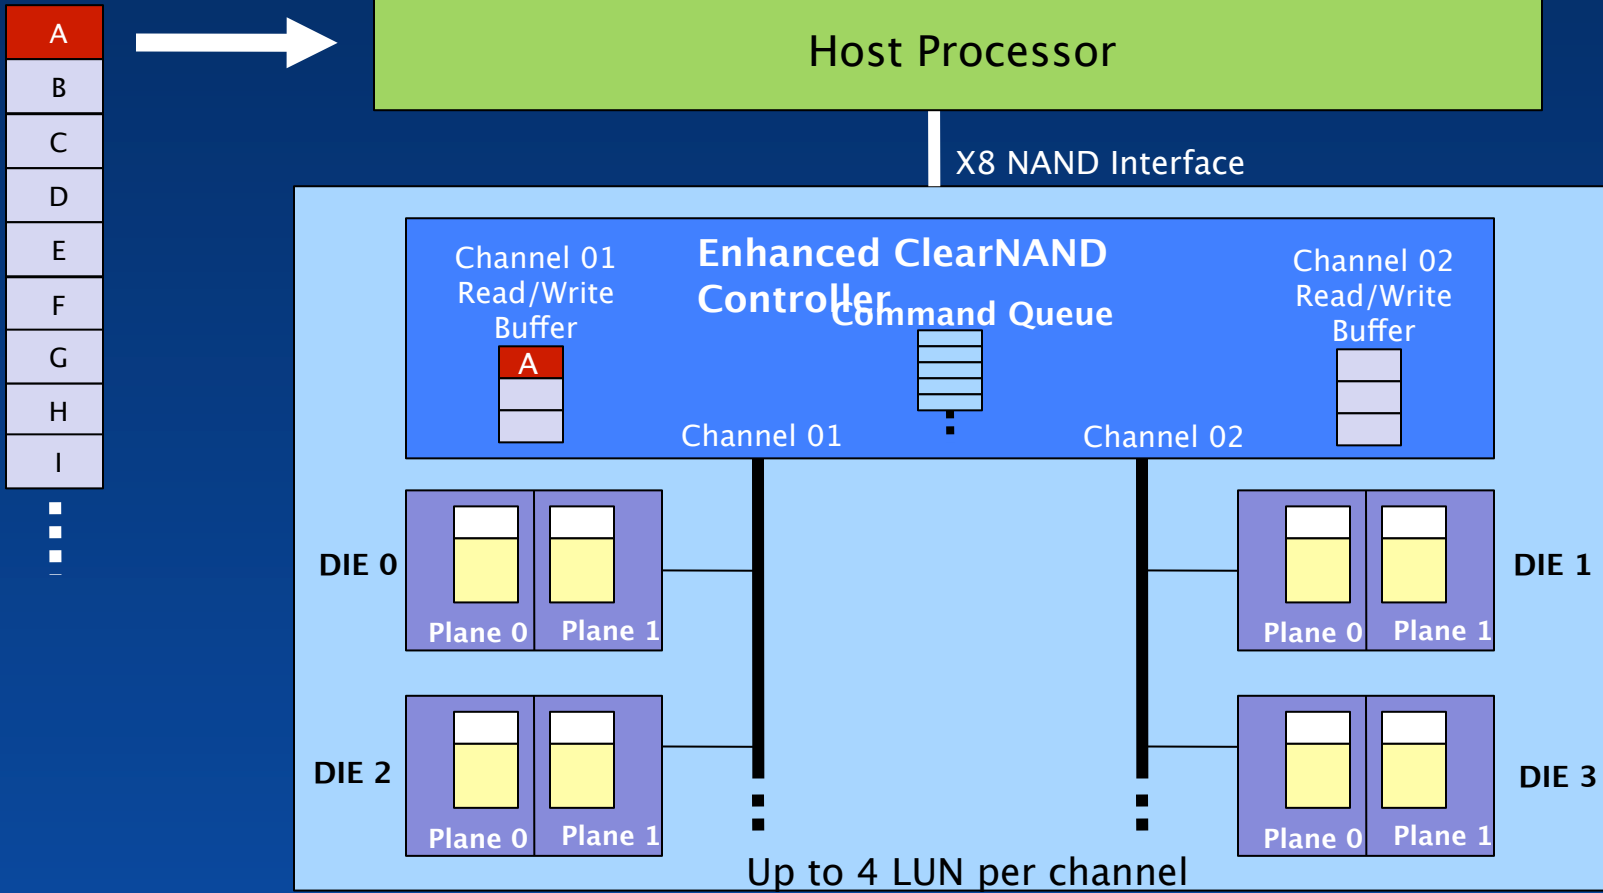 A
B
C
D
E
F
G
H
I
Host Processor
X8 NAND Interface
Enhanced ClearNAND
Controller
Command Queue
Channel 01
Read/Write
Buffer
A
Channel 02
Read/Write
Buffer
Channel 01
Channel 02
DIE 0
Plane 0
Plane 1
DIE 1
Plane 0
Plane 1
DIE 2
Plane 0
Plane 1
DIE 3
Plane 0
Plane 1
Up to 4 LUN per channel